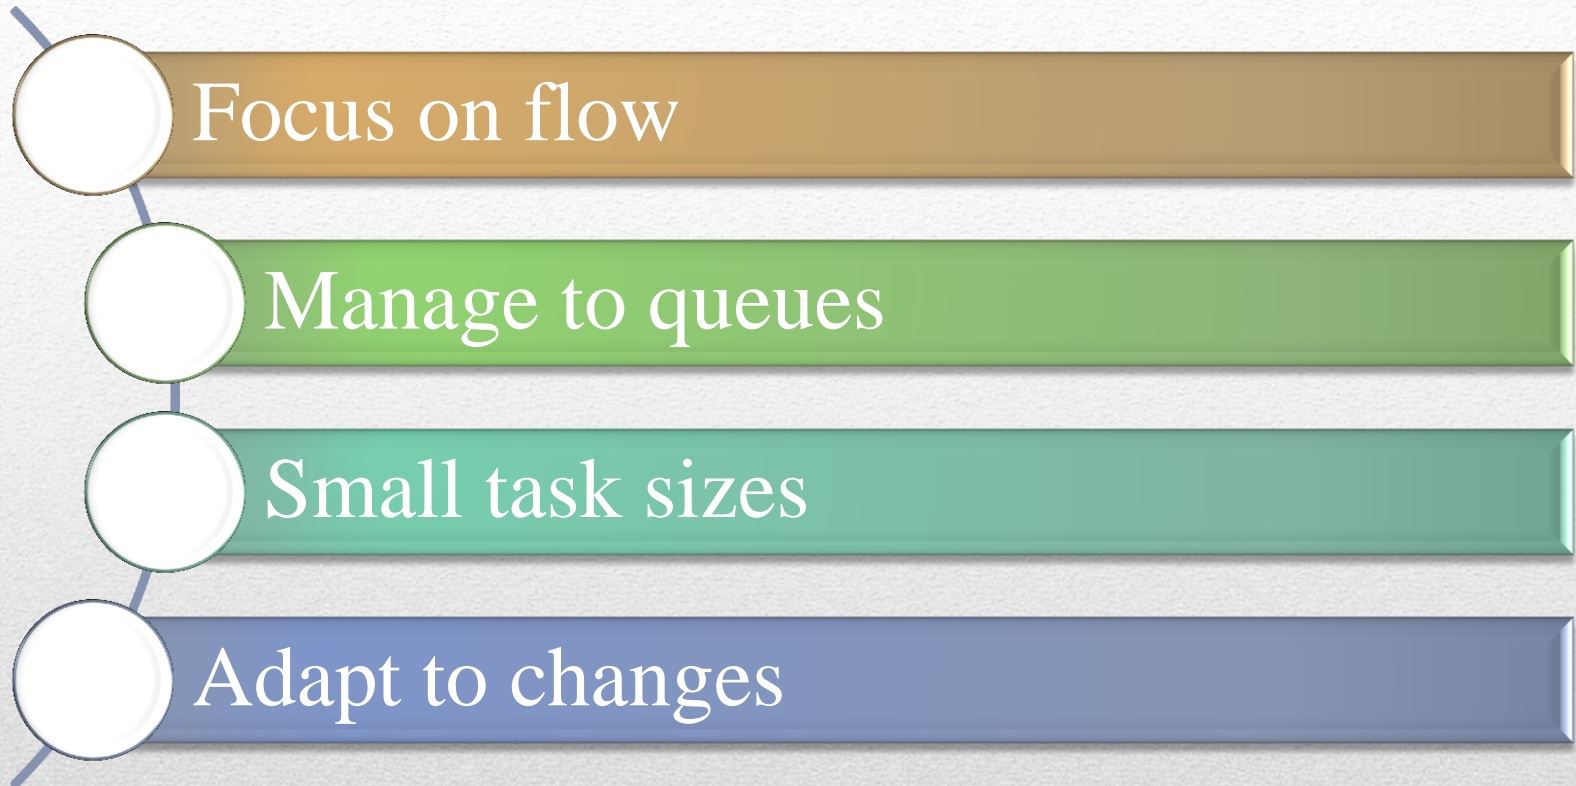 Focus on flow
Manage to queues
Small task sizes
Adapt to changes